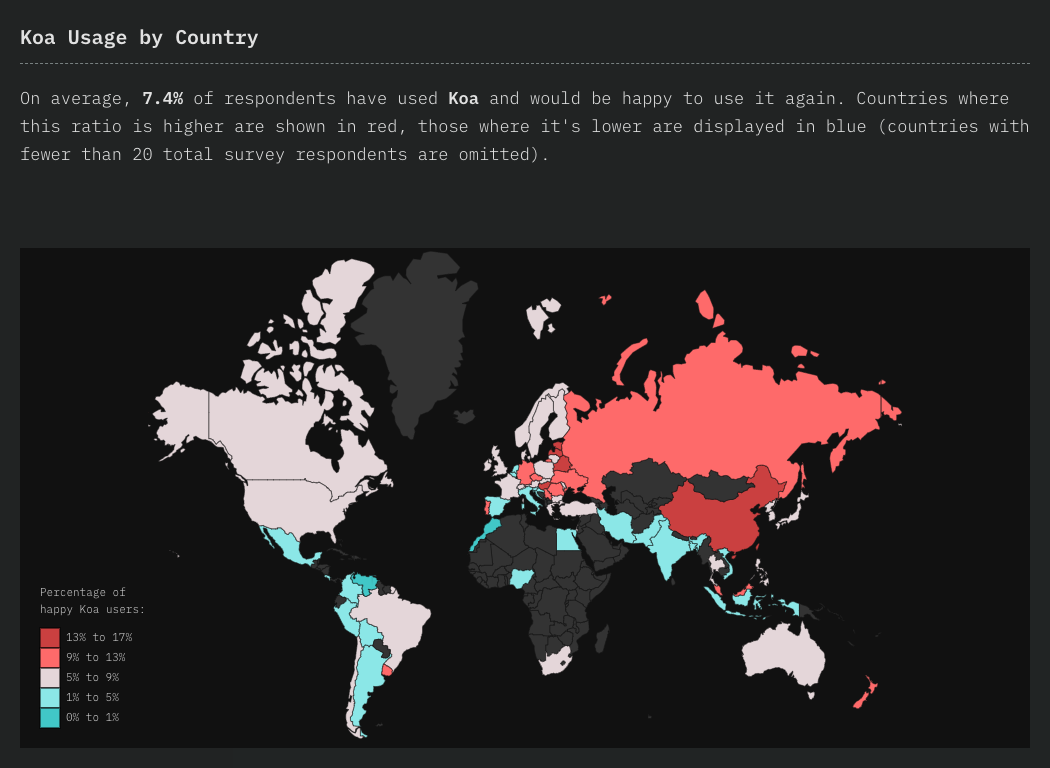 Koa Usage by Country
On average, 7.4% of respondents have used Koa and would be happy to use it again. Countries where
this ratio is higher are shown in red, those where it's lower are displayed in blue (countries with
fewer than 20 total survey respondents are omitted).
Percentage of
happy Koa users:
13% to 17%
9% to 13%
5% to 9%
1% to 5%
0% to 1%